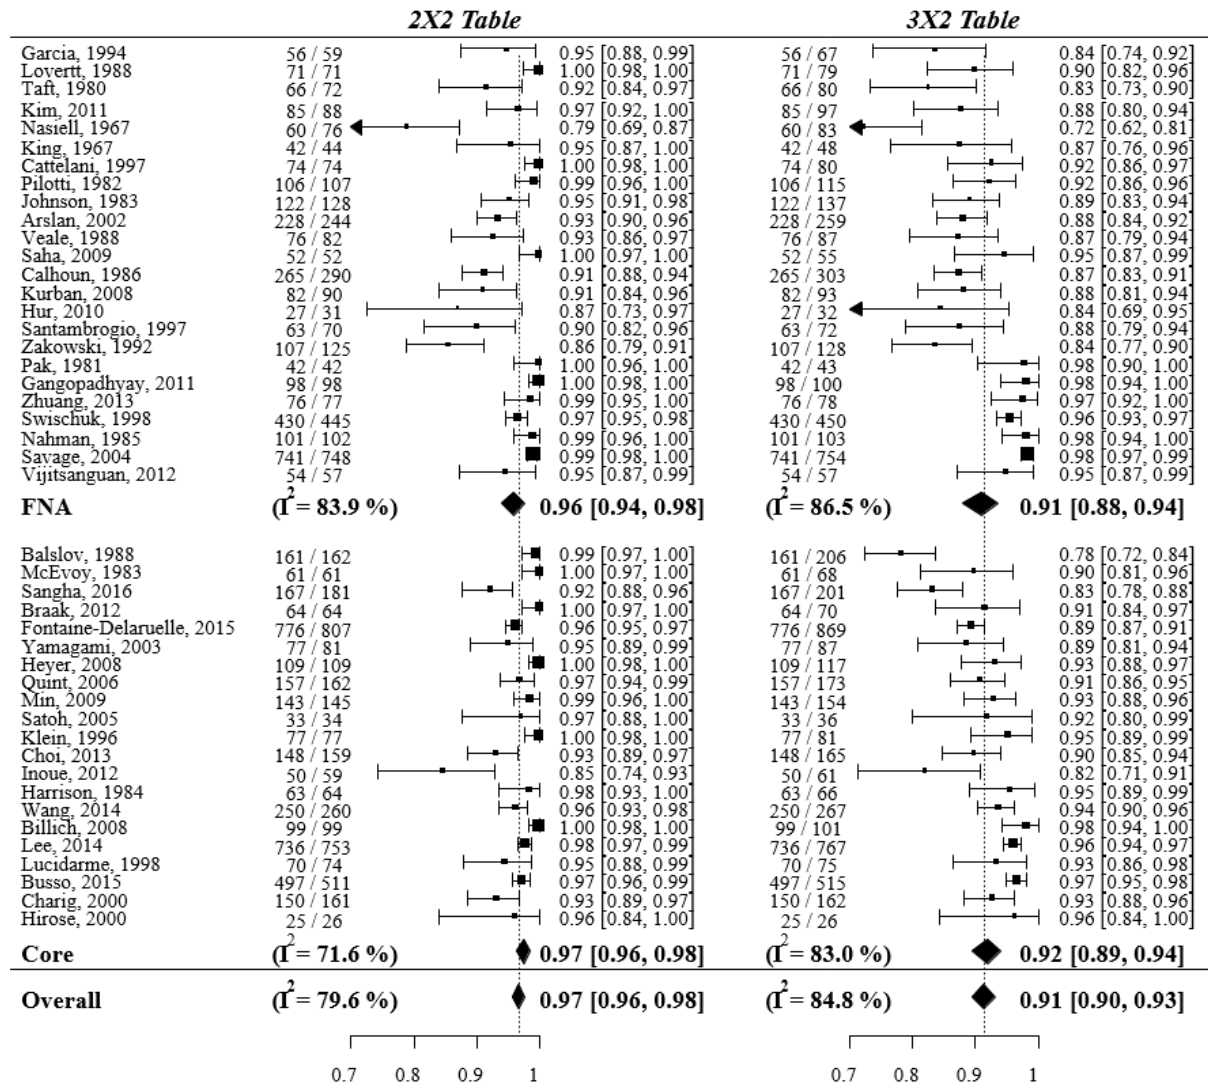 2X2 Table 3X2 Table
Garcia, 1994 56 / 59 0.95 [0.88, 0.99] 56 / 67 0.84 [0.74, 0.92]
Lovertt, 1988 71 / 71 1.00 [0.98, 1.00] 71 / 79 0.90 [0.82, 0.96]
Taft, 1980 66 / 72 0.92 [0.84, 0.97] 66 / 80 0.83 [0.73, 0.90]
Kim, 2011 85 / 88 0.97 [0.92, 1.00] 85 / 97 0.88 [0.80, 0.94]
Nasiell, 1967 60 / 76 0.79 [0.69, 0.87] 60 / 83 0.72 [0.62, 0.81]
King, 1967 42 / 44 0.95 [0.87, 1.00] 42 / 48 0.87 [0.76, 0.96]
Cattelani, 1997 74 / 74 1.00 [0.98, 1.00] 74 / 80 0.92 [0.86, 0.97]
Pilotti, 1982 106 / 107 0.99 [0.96, 1.00] 106 / 115 0.92 [0.86, 0.96]
Johnson, 1983 122 / 128 0.95 [0.91, 0.98] 122 / 137 0.89 [0.83, 0.94]
Arslan, 2002 228 / 244 0.93 [0.90, 0.96] 228 / 259 0.88 [0.84, 0.92]
Veale, 1988 76 / 82 0.93 [0.86, 0.97] 76 / 87 0.87 [0.79, 0.94]
Saha, 2009 52 / 52 1.00 [0.97, 1.00] 52 / 55 0.95 [0.87, 0.99]
Calhoun, 1986 265 / 290 0.91 [0.88, 0.94] 265 / 303 0.87 [0.83, 0.91]
Kurban, 2008 82 / 90 0.91 [0.84, 0.96] 82 / 93 0.88 [0.81, 0.94]
Hur, 2010 27 / 31 0.87 [0.73, 0.97] 27 / 32 0.84 [0.69, 0.95]
Santambrogio, 1997 63 / 70 0.90 [0.82, 0.96] 63 / 72 0.88 [0.79, 0.94]
Zakowski, 1992 107 / 125 0.86 [0.79, 0.91] 107 / 128 0.84 [0.77, 0.90]
Pak, 1981 42 / 42 1.00 [0.96, 1.00] 42 / 43 0.98 [0.90, 1.00]
Gangopadhyay, 2011 98 / 98 1.00 [0.98, 1.00] 98 / 100 0.98 [0.94, 1.00]
Zhuang, 2013 76 / 77 0.99 [0.95, 1.00] 76 / 78 0.97 [0.92, 1.00]
Swischuk, 1998 430 / 445 0.97 [0.95, 0.98] 430 / 450 0.96 [0.93, 0.97]
Nahman, 1985 101 / 102 0.99 [0.96, 1.00] 101 / 103 0.98 [0.94, 1.00]
Savage, 2004 741 / 748 0.99 [0.98, 1.00] 741 / 754 0.98 [0.97, 0.99]
Vijitsanguan, 2012 54 / 57 0.95 [0.87, 0.99] 54 / 57 0.95 [0.87, 0.99]
FNA (I² = 83.9 %) 0.96 [0.94, 0.98] (I² = 86.5 %) 0.91 [0.88, 0.94]
Balslov, 1988 161 / 162 0.99 [0.97, 1.00] 161 / 206 0.78 [0.72, 0.84]
McEvoy, 1983 61 / 61 1.00 [0.97, 1.00] 61 / 68 0.90 [0.81, 0.96]
Sangha, 2016 167 / 181 0.92 [0.88, 0.96] 167 / 201 0.83 [0.78, 0.88]
Braak, 2012 64 / 64 1.00 [0.97, 1.00] 64 / 70 0.91 [0.84, 0.97]
Fontaine-Delaruelle, 2015 776 / 807 0.96 [0.95, 0.97] 776 / 869 0.89 [0.87, 0.91]
Yamagami, 2003 77 / 81 0.95 [0.89, 0.99] 77 / 87 0.89 [0.81, 0.94]
Heyer, 2008 109 / 109 1.00 [0.98, 1.00] 109 / 117 0.93 [0.88, 0.97]
Quint, 2006 157 / 162 0.97 [0.94, 0.99] 157 / 173 0.91 [0.86, 0.95]
Min, 2009 143 / 145 0.99 [0.96, 1.00] 143 / 154 0.93 [0.88, 0.96]
Satoh, 2005 33 / 34 0.97 [0.88, 1.00] 33 / 36 0.92 [0.80, 0.99]
Klein, 1996 77 / 77 1.00 [0.98, 1.00] 77 / 81 0.95 [0.89, 0.99]
Choi, 2013 148 / 159 0.93 [0.89, 0.97] 148 / 165 0.90 [0.85, 0.94]
Inoue, 2012 50 / 59 0.85 [0.74, 0.93] 50 / 61 0.82 [0.71, 0.91]
Harrison, 1984 63 / 64 0.98 [0.93, 1.00] 63 / 66 0.95 [0.89, 0.99]
Wang, 2014 250 / 260 0.96 [0.93, 0.98] 250 / 267 0.94 [0.90, 0.96]
Billich, 2008 99 / 99 1.00 [0.98, 1.00] 99 / 101 0.98 [0.94, 1.00]
Lee, 2014 736 / 753 0.98 [0.97, 0.99] 736 / 767 0.96 [0.94, 0.97]
Lucidarme, 1998 70 / 74 0.95 [0.88, 0.99] 70 / 75 0.93 [0.86, 0.98]
Busso, 2015 497 / 511 0.97 [0.96, 0.99] 497 / 515 0.97 [0.95, 0.98]
Charig, 2000 150 / 161 0.93 [0.89, 0.97] 150 / 162 0.93 [0.88, 0.96]
Hirose, 2000 25 / 26 0.96 [0.84, 1.00] 25 / 26 0.96 [0.84, 1.00]
Core (I² = 71.6 %) 0.97 [0.96, 0.98] (I² = 83.0 %) 0.92 [0.89, 0.94]
Overall (I² = 79.6 %) 0.97 [0.96, 0.98] (I² = 84.8 %) 0.91 [0.90, 0.93]
0.7 0.8 0.9 1 0.7 0.8 0.9 1